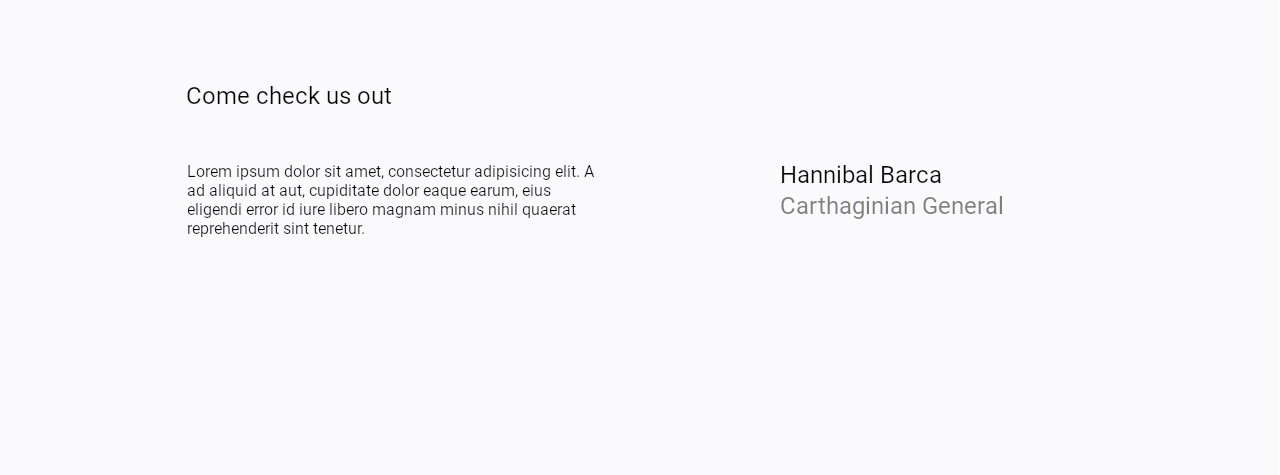 Come check us out
Lorem ipsum dolor sit amet, consectetur adipisicing elit. A
ad aliquid at aut, cupiditate dolor eaque earum, eius
eligendi error id iure libero magnam minus nihil quaerat
reprehenderit sint tenetur.
Hannibal Barca
Carthaginian General